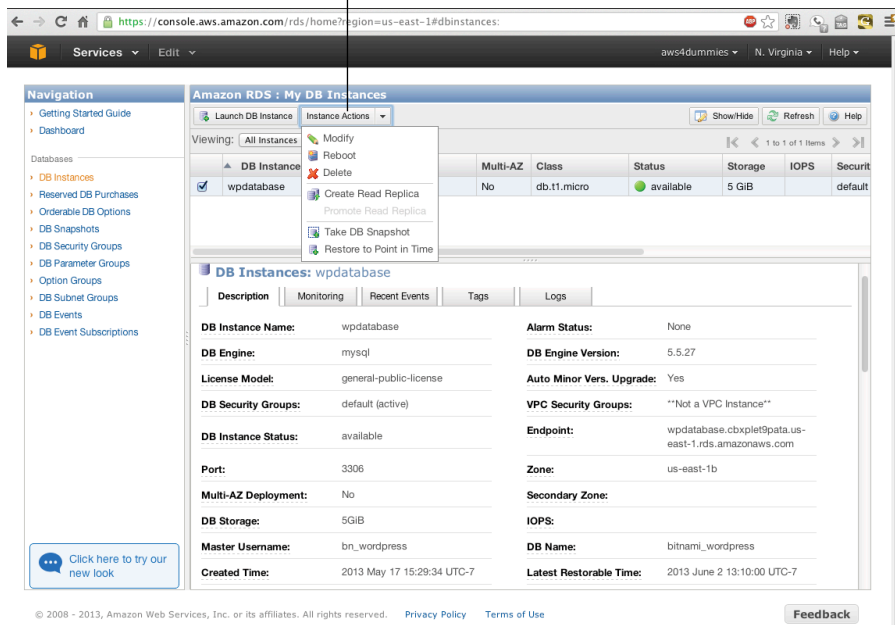 https://console.aws.amazon.com/rds/home?region=us-east-1#dbinstances:
Services Edit aws4dummies N. Virginia Help
Navigation
Getting Started Guide
Dashboard
Databases
DB Instances
Reserved DB Purchases
Orderable DB Options
DB Snapshots
DB Security Groups
DB Parameter Groups
Option Groups
DB Subnet Groups
DB Events
DB Event Subscriptions
Click here to try our
new look
Amazon RDS : My DB Instances
Launch DB Instance Instance Actions Show/Hide Refresh Help
Viewing: All Instances 1 to 1 of 1 Items
Modify
Reboot
Delete
Create Read Replica
Promote Read Replica
Take DB Snapshot
Restore to Point in Time
DB Instance Multi-AZ Class Status Storage IOPS Securit
wpdatabase No db.t1.micro available 5 GiB default
DB Instances: wpdatabase
Description Monitoring Recent Events Tags Logs
DB Instance Name: wpdatabase Alarm Status: None
DB Engine: mysql DB Engine Version: 5.5.27
License Model: general-public-license Auto Minor Vers. Upgrade: Yes
DB Security Groups: default (active) VPC Security Groups: **Not a VPC Instance**
DB Instance Status: available Endpoint: wpdatabase.cbxplet9pata.us-
east-1.rds.amazonaws.com
Port: 3306 Zone: us-east-1b
Multi-AZ Deployment: No Secondary Zone:
DB Storage: 5GiB IOPS:
Master Username: bn_wordpress DB Name: bitnami_wordpress
Created Time: 2013 May 17 15:29:34 UTC-7 Latest Restorable Time: 2013 June 2 13:10:00 UTC-7
© 2008 - 2013, Amazon Web Services, Inc. or its affiliates. All rights reserved. Privacy Policy Terms of Use Feedback